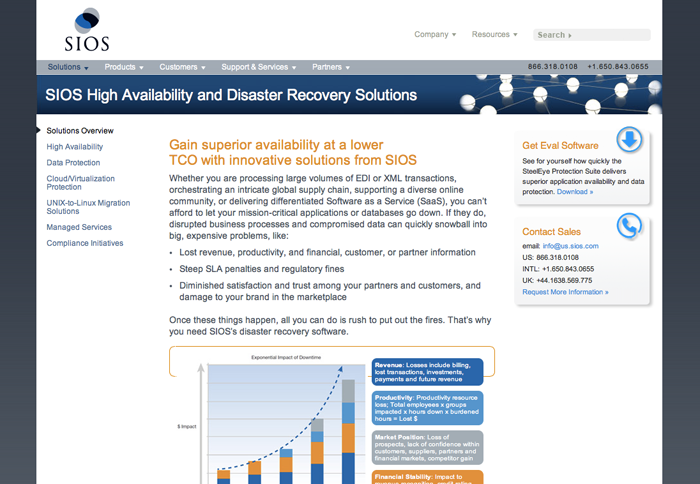 SIOS
Company
Resources
Search
Solutions
Products
Customers
Support & Services
Partners
866.318.0108
+1.650.843.0655
SIOS High Availability and Disaster Recovery Solutions
Solutions Overview
High Availability
Data Protection
Cloud/Virtualization
Protection
UNIX-to-Linux Migration
Solutions
Managed Services
Compliance Initiatives
Gain superior availability at a lower
TCO with innovative solutions from SIOS
Whether you are processing large volumes of EDI or XML transactions,
orchestrating an intricate global supply chain, supporting a diverse online
community, or delivering differentiated Software as a Service (SaaS), you can't
afford to let your mission-critical applications or databases go down. If they do,
disrupted business processes and compromised data can quickly snowball into
big, expensive problems, like:
• Lost revenue, productivity, and financial, customer, or partner information
• Steep SLA penalties and regulatory fines
• Diminished satisfaction and trust among your partners and customers, and
damage to your brand in the marketplace
Once these things happen, all you can do is rush to put out the fires. That's why
you need SIOS's disaster recovery software.
Exponential Impact of Downtime
$ Impact
Revenue: Losses include billing,
lost transactions, investments,
payments and future revenue
Productivity: Productivity resource
loss; Total employees x groups
impacted x hours down x burdened
hours = Lost $
Market Position: Loss of
prospects, lack of confidence within
customers, suppliers, partners and
financial markets, competitor gain
Financial Stability: Impact to
Get Eval Software
See for yourself how quickly the
SteelEye Protection Suite delivers
superior application availability and data
protection. Download »
Contact Sales
email: info@us.sios.com
US: 866.318.0108
INTL: +1.650.843.0655
UK: +44.1638.569.775
Request More Information »